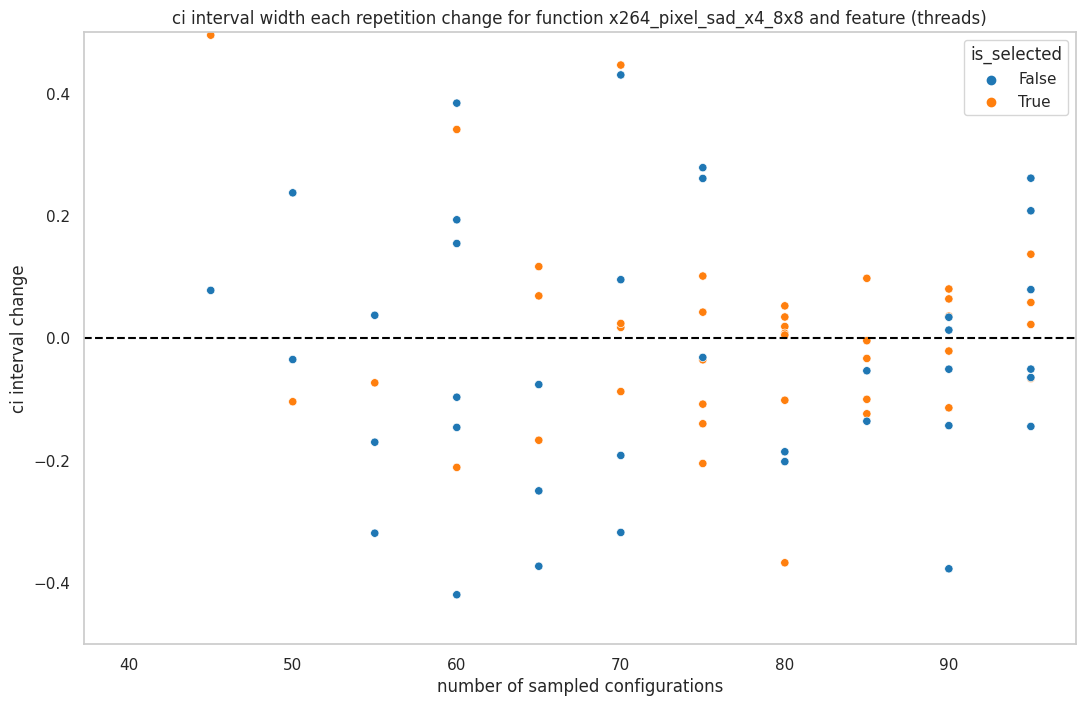 ci interval width each repetition change for function x264_pixel_sad_x4_8x8 and feature (threads)
is_selected
False
True
ci interval change
0.4
0.2
0.0
−0.2
−0.4
40 50 60 70 80 90
number of sampled configurations